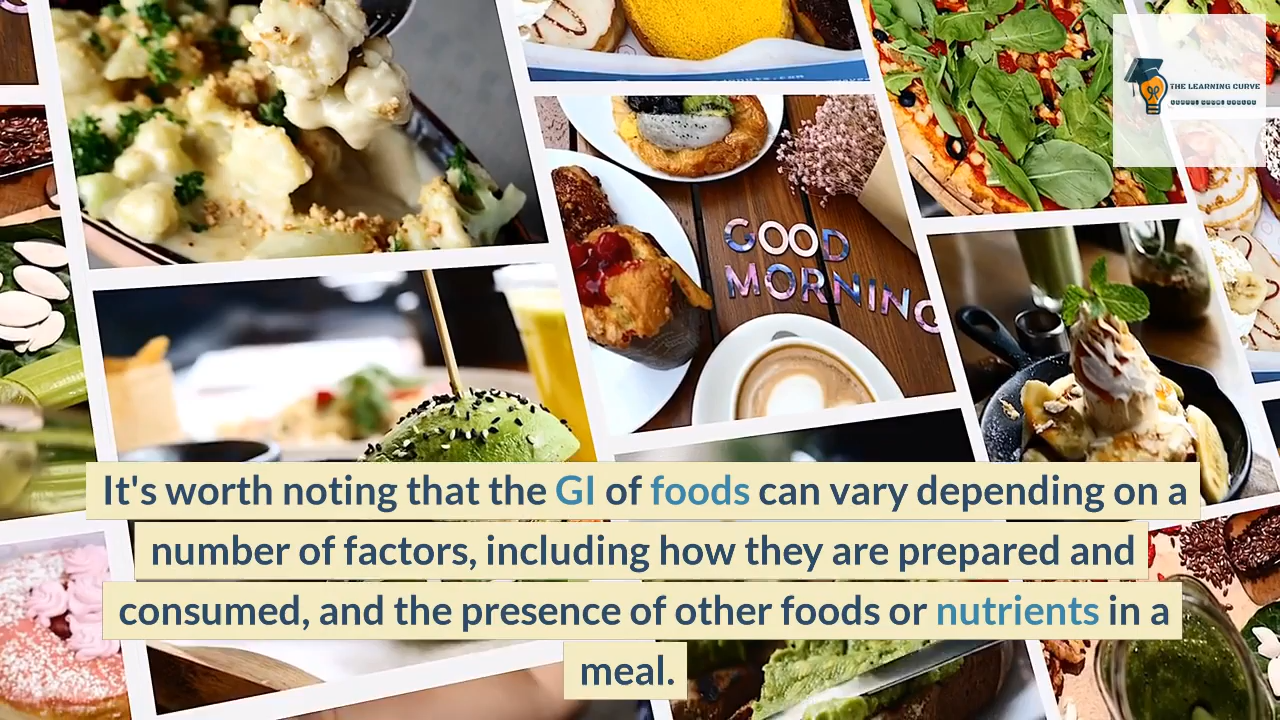 THE LEARNING CURVE
GOOD
MORNING
It's worth noting that the GI of foods can vary depending on a
number of factors, including how they are prepared and
consumed, and the presence of other foods or nutrients in a
meal.